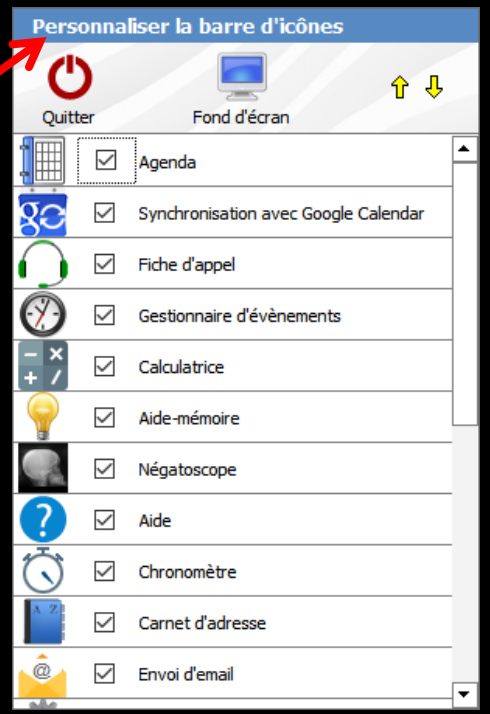 Personnaliser la barre d'icônes
Quitter
Fond d'écran
Agenda
Synchronisation avec Google Calendar
Fiche d'appel
Gestionnaire d'évènements
Calculatrice
Aide-mémoire
Négatoscope
Aide
Chronomètre
A Z
Carnet d'adresse
Envoi d'email